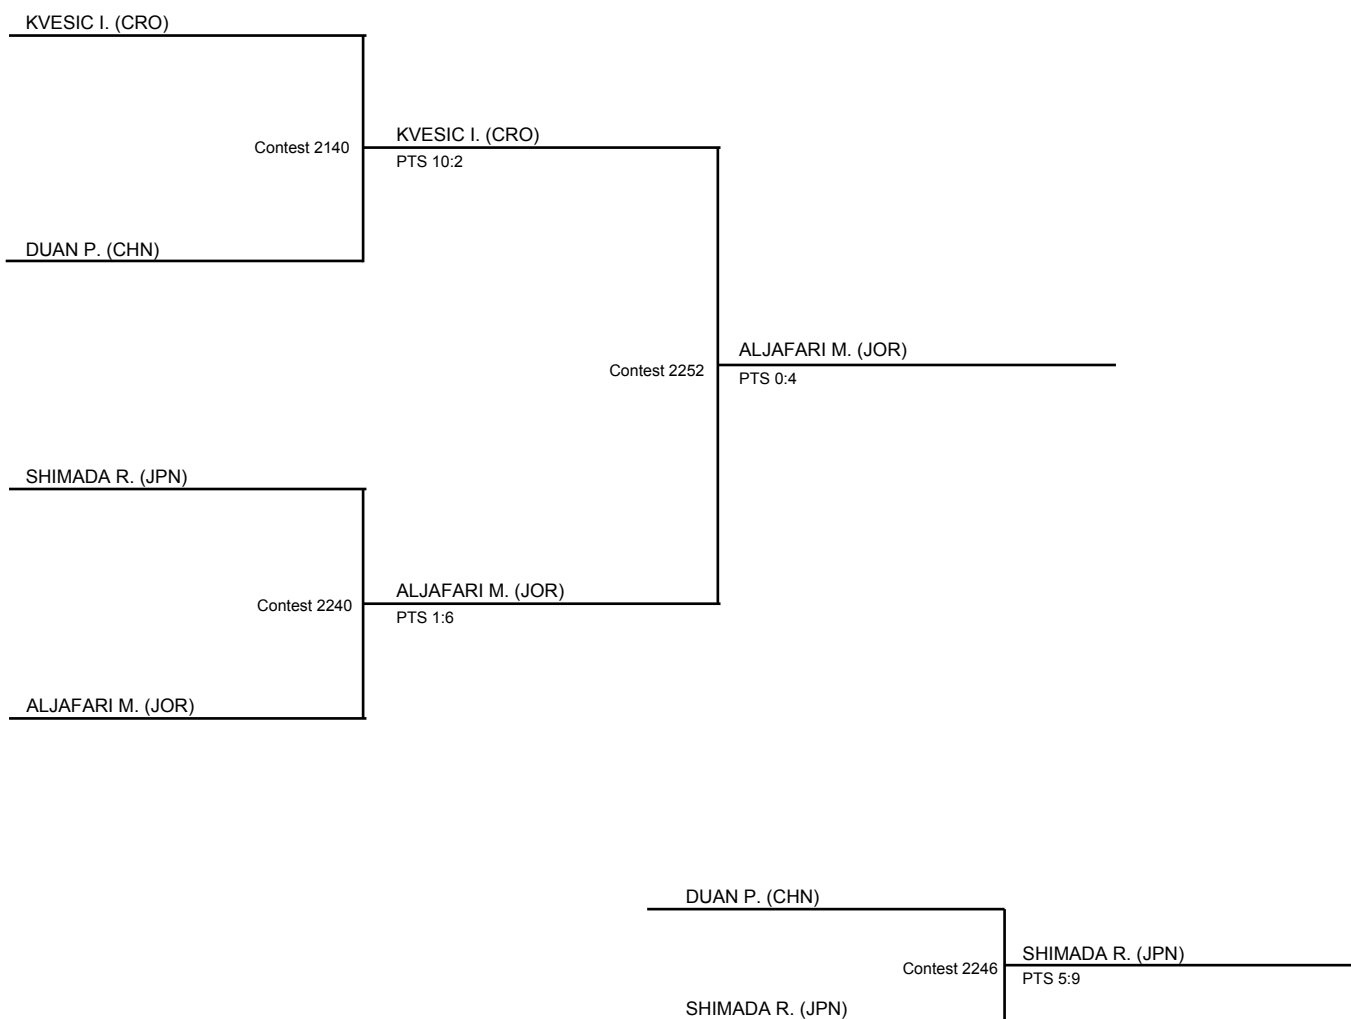 KVESIC I. (CRO)
KVESIC I. (CRO)
Contest 2140
PTS 10:2
DUAN P. (CHN)
ALJAFARI M. (JOR)
Contest 2252
PTS 0:4
SHIMADA R. (JPN)
ALJAFARI M. (JOR)
Contest 2240
PTS 1:6
ALJAFARI M. (JOR)
DUAN P. (CHN)
SHIMADA R. (JPN)
Contest 2246
PTS 5:9
SHIMADA R. (JPN)